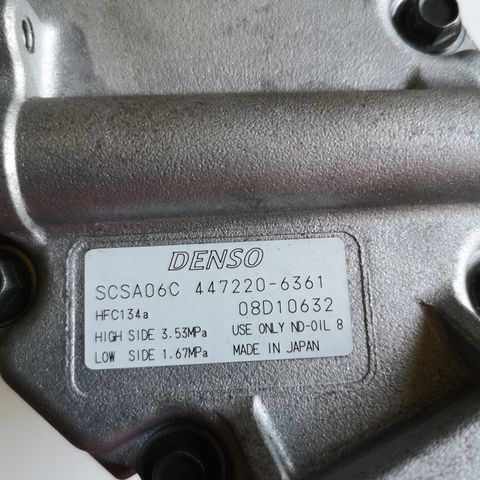 DENSO
SCSA06C 447220-6361
HFC134a 08D10632
HIGH SIDE 3.53MPa USE ONLY ND-OIL 8
LOW SIDE 1.67MPa MADE IN JAPAN